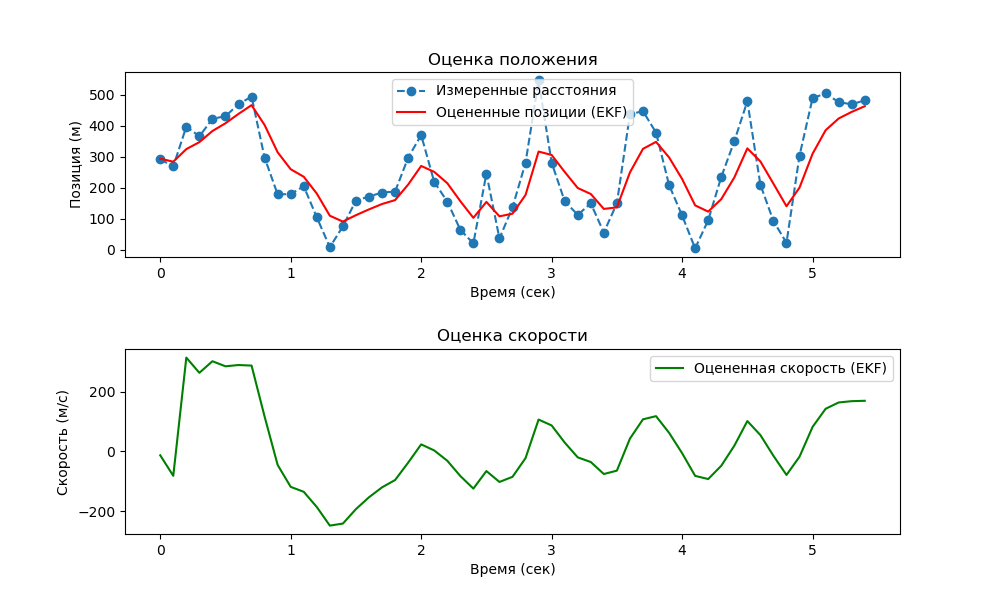 Оценка положения
Измеренные расстояния
Оцененные позиции (EKF)
Позиция (м)
500
400
300
200
100
0
0 1 2 3 4 5
Время (сек)
Оценка скорости
Оцененная скорость (EKF)
Скорость (м/с)
200
0
−200
0 1 2 3 4 5
Время (сек)